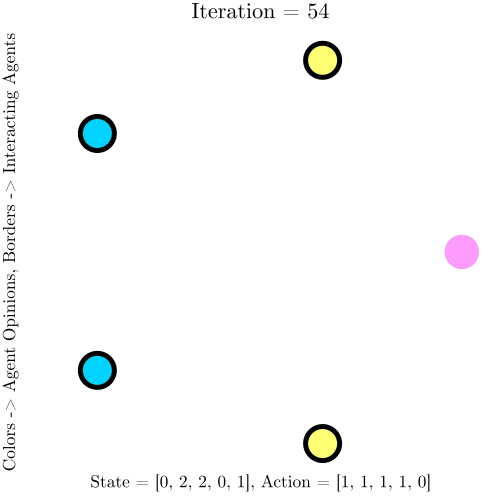 Iteration = 54
Colors -> Agent Opinions, Borders -> Interacting Agents
State = [0, 2, 2, 0, 1], Action = [1, 1, 1, 1, 0]